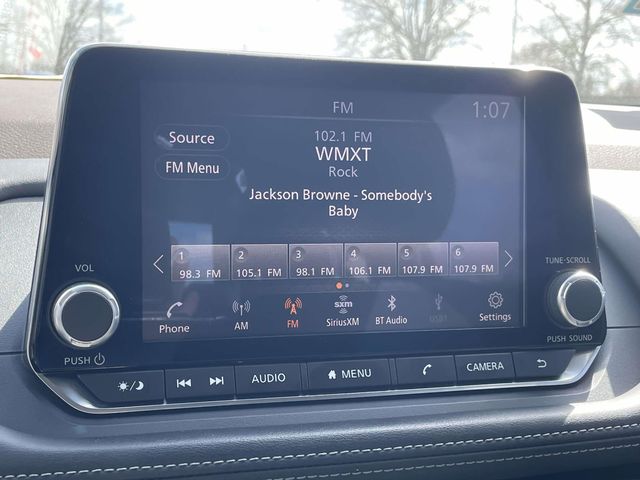 FM
1:07
Source
102.1 FM
WMXT
FM Menu
Rock
Jackson Browne - Somebody's
Baby
1 2 3 4 5 6
98.3 FM 105.1 FM 98.1 FM 106.1 FM 107.9 FM 107.9 FM
sxm
Phone AM FM SiriusXM BT Audio USB1 Settings
VOL
PUSH
TUNE·SCROLL
PUSH SOUND
AUDIO MENU CAMERA